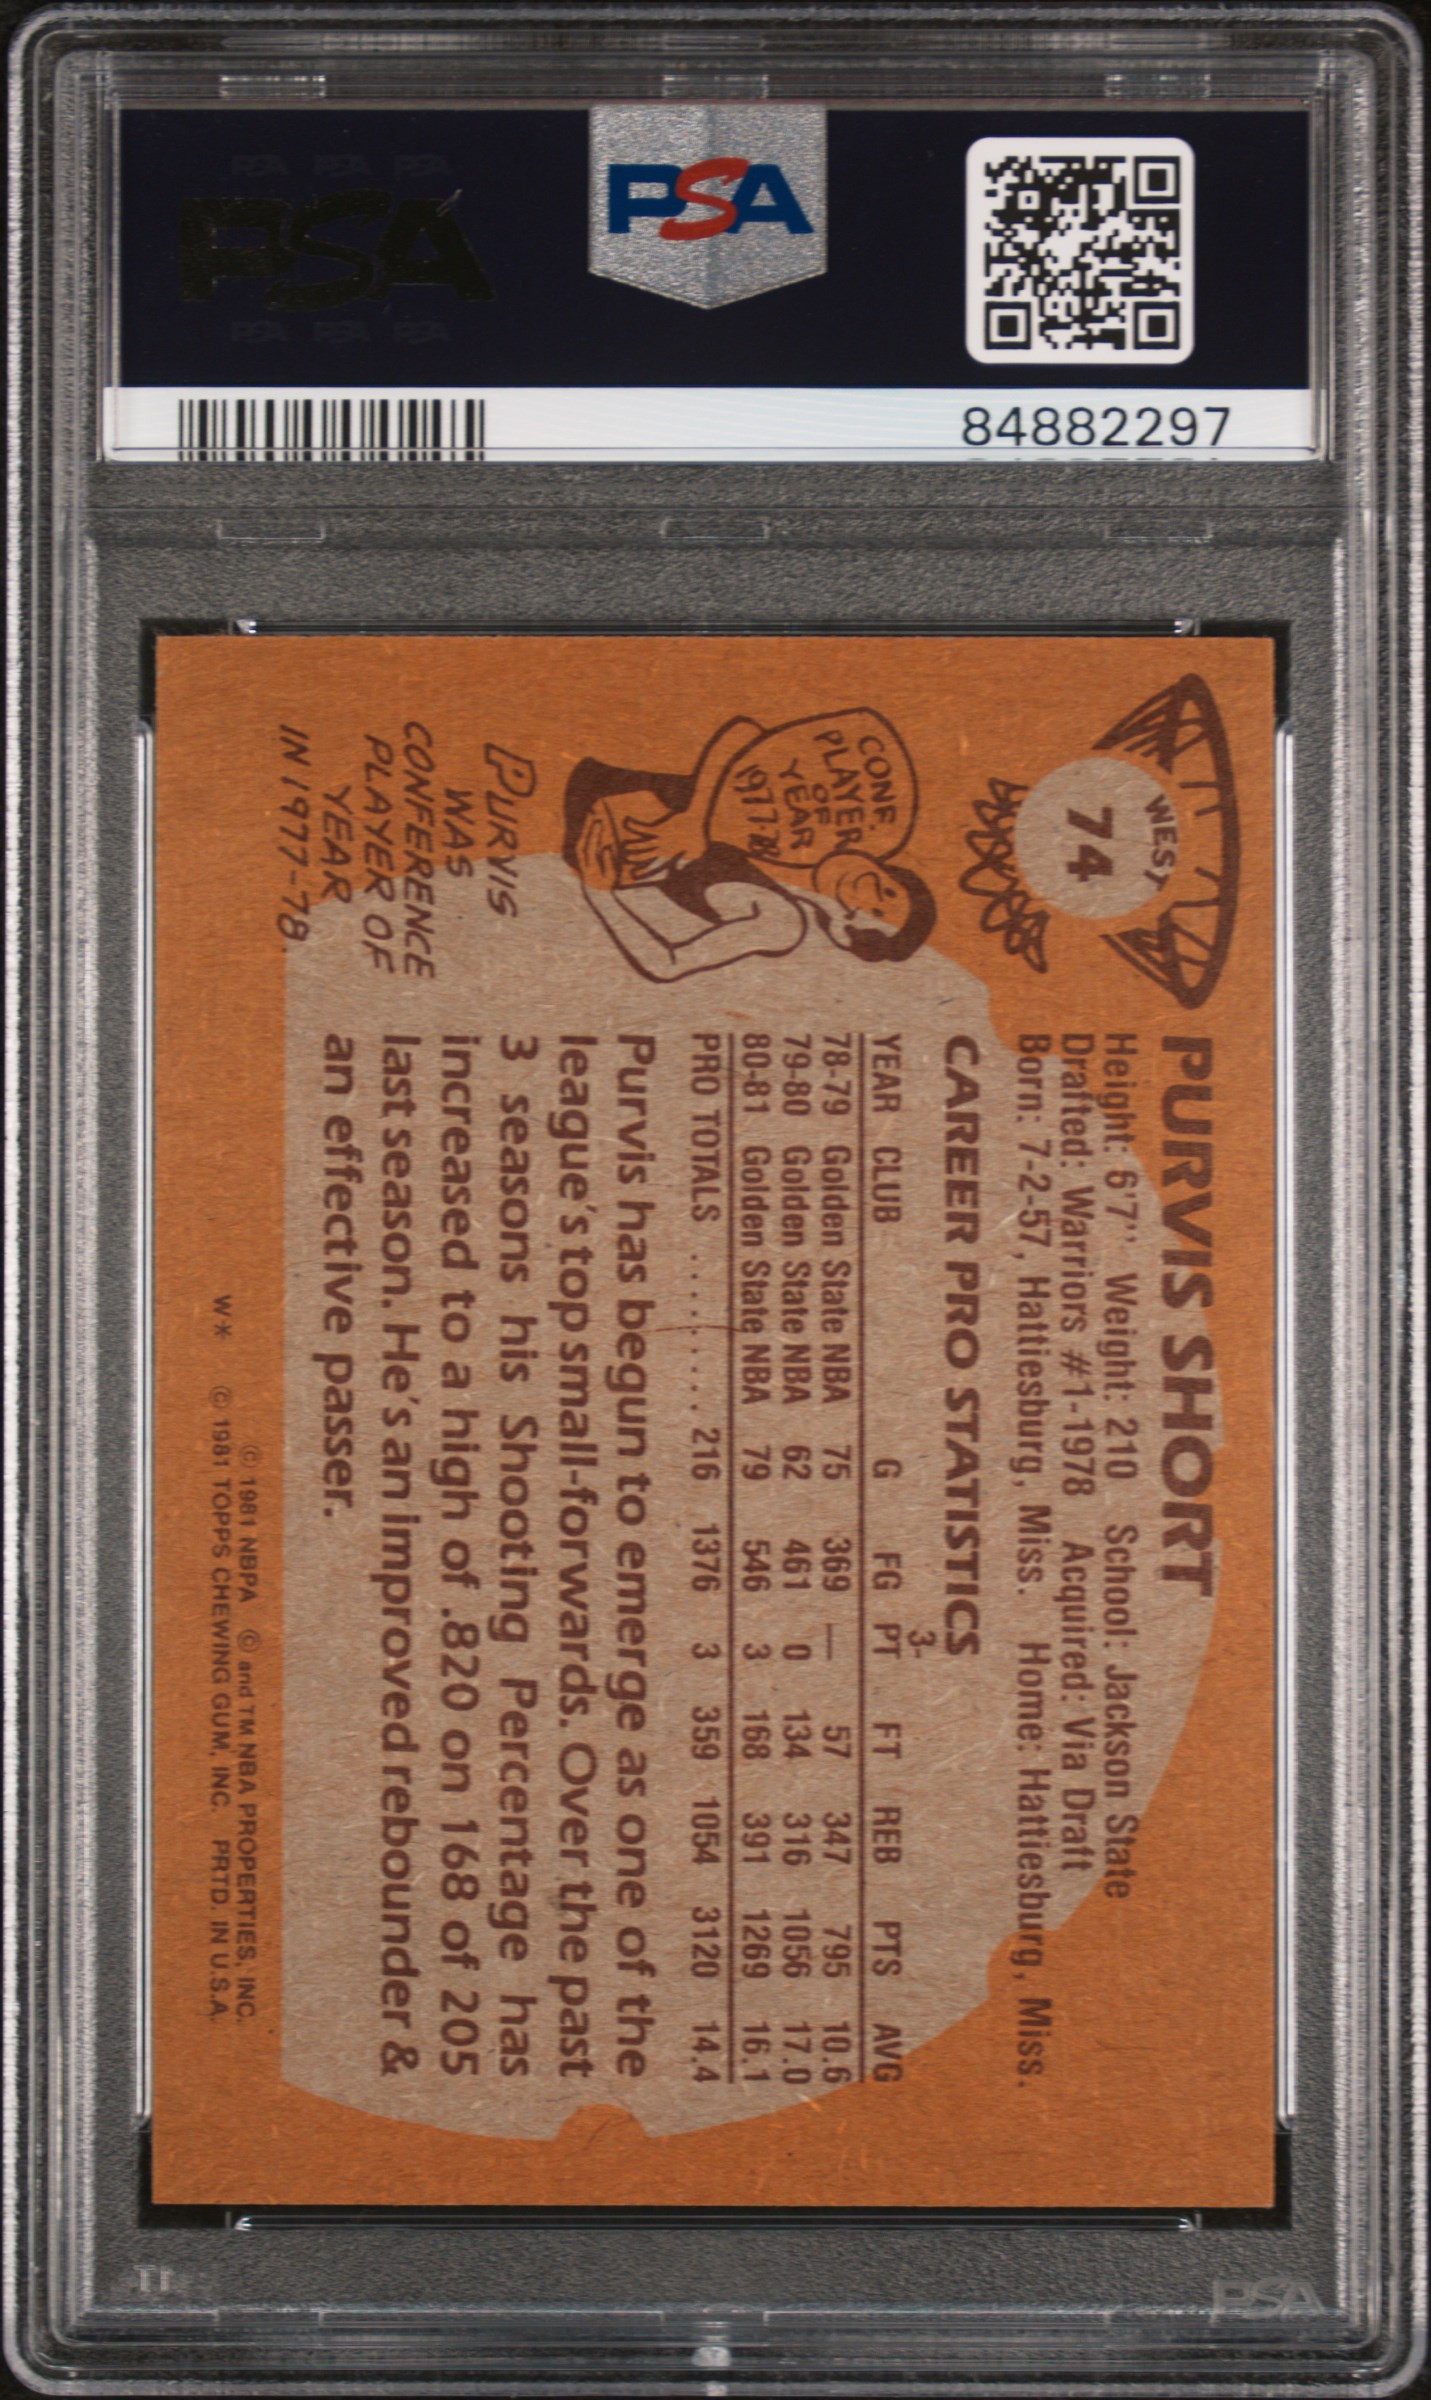 PSA PSA PSA
PSA
PSA PSA PSA
PSA
84882297
WEST
74
PURVIS SHORT
Height: 6'7'' Weight: 210 School: Jackson State
Drafted: Warriors #1-1978 Acquired: Via Draft
Born: 7-2-57, Hattiesburg, Miss. Home: Hattiesburg, Miss.
CAREER PRO STATISTICS
YEAR CLUB G FG 3-PT FT REB PTS AVG
78-79 Golden State NBA 75 369 — 57 347 795 10.6
79-80 Golden State NBA 62 461 0 134 316 1056 17.0
80-81 Golden State NBA 79 546 3 168 391 1269 16.1
PRO TOTALS ........ 216 1376 3 359 1054 3120 14.4
CONF.
PLAYER
OF
YEAR
1977-78
PURVIS
WAS
CONFERENCE
PLAYER OF
YEAR
IN 1977-78.
Purvis has begun to emerge as one of the
league's top small-forwards. Over the past
3 seasons his Shooting Percentage has
increased to a high of .820 on 168 of 205
last season. He's an improved rebounder &
an effective passer.
© 1981 NBPA © and TM NBA PROPERTIES, INC.
W* © 1981 TOPPS CHEWING GUM, INC. PRTD. IN U.S.A.
PSA